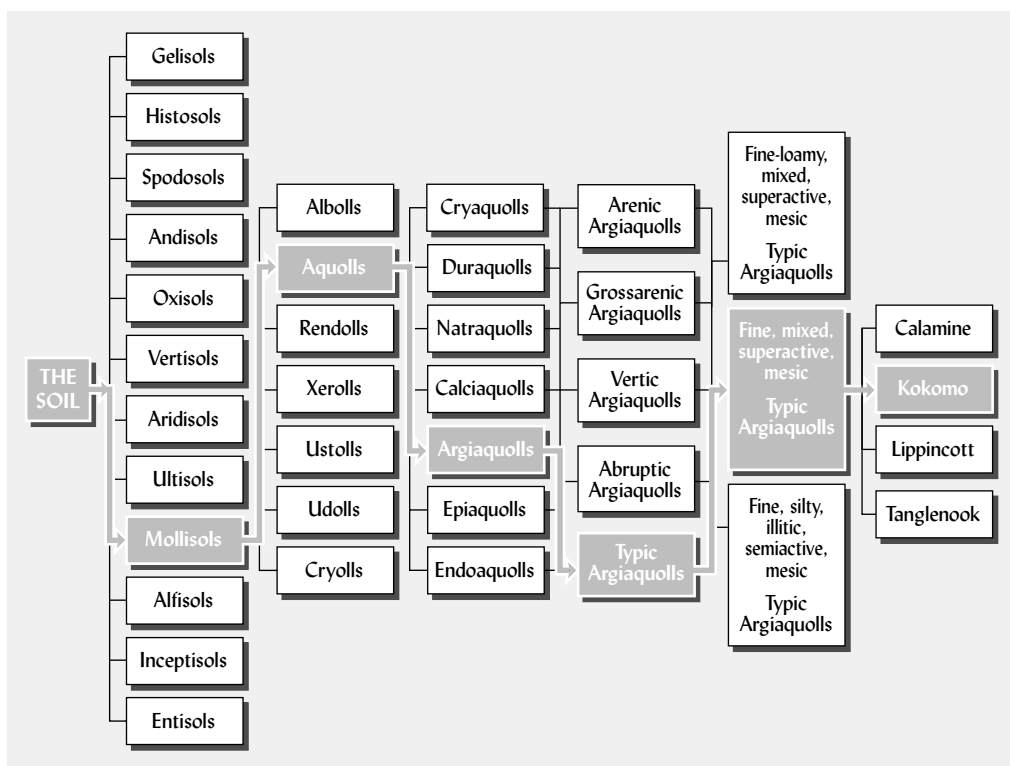 THE
SOIL
Gelisols
Histosols
Spodosols
Andisols
Oxisols
Vertisols
Aridisols
Ultisols
Mollisols
Alfisols
Inceptisols
Entisols
Albolls
Aquolls
Rendolls
Xerolls
Ustolls
Udolls
Cryolls
Cryaquolls
Duraquolls
Natraquolls
Calciaquolls
Argiaquolls
Epiaquolls
Endoaquolls
Arenic
Argiaquolls
Grossarenic
Argiaquolls
Vertic
Argiaquolls
Abruptic
Argiaquolls
Typic
Argiaquolls
Fine-loamy,
mixed,
superactive,
mesic
Typic
Argiaquolls
Fine, mixed,
superactive,
mesic
Typic
Argiaquolls
Fine, silty,
illitic,
semiactive,
mesic
Typic
Argiaquolls
Calamine
Kokomo
Lippincott
Tanglenook